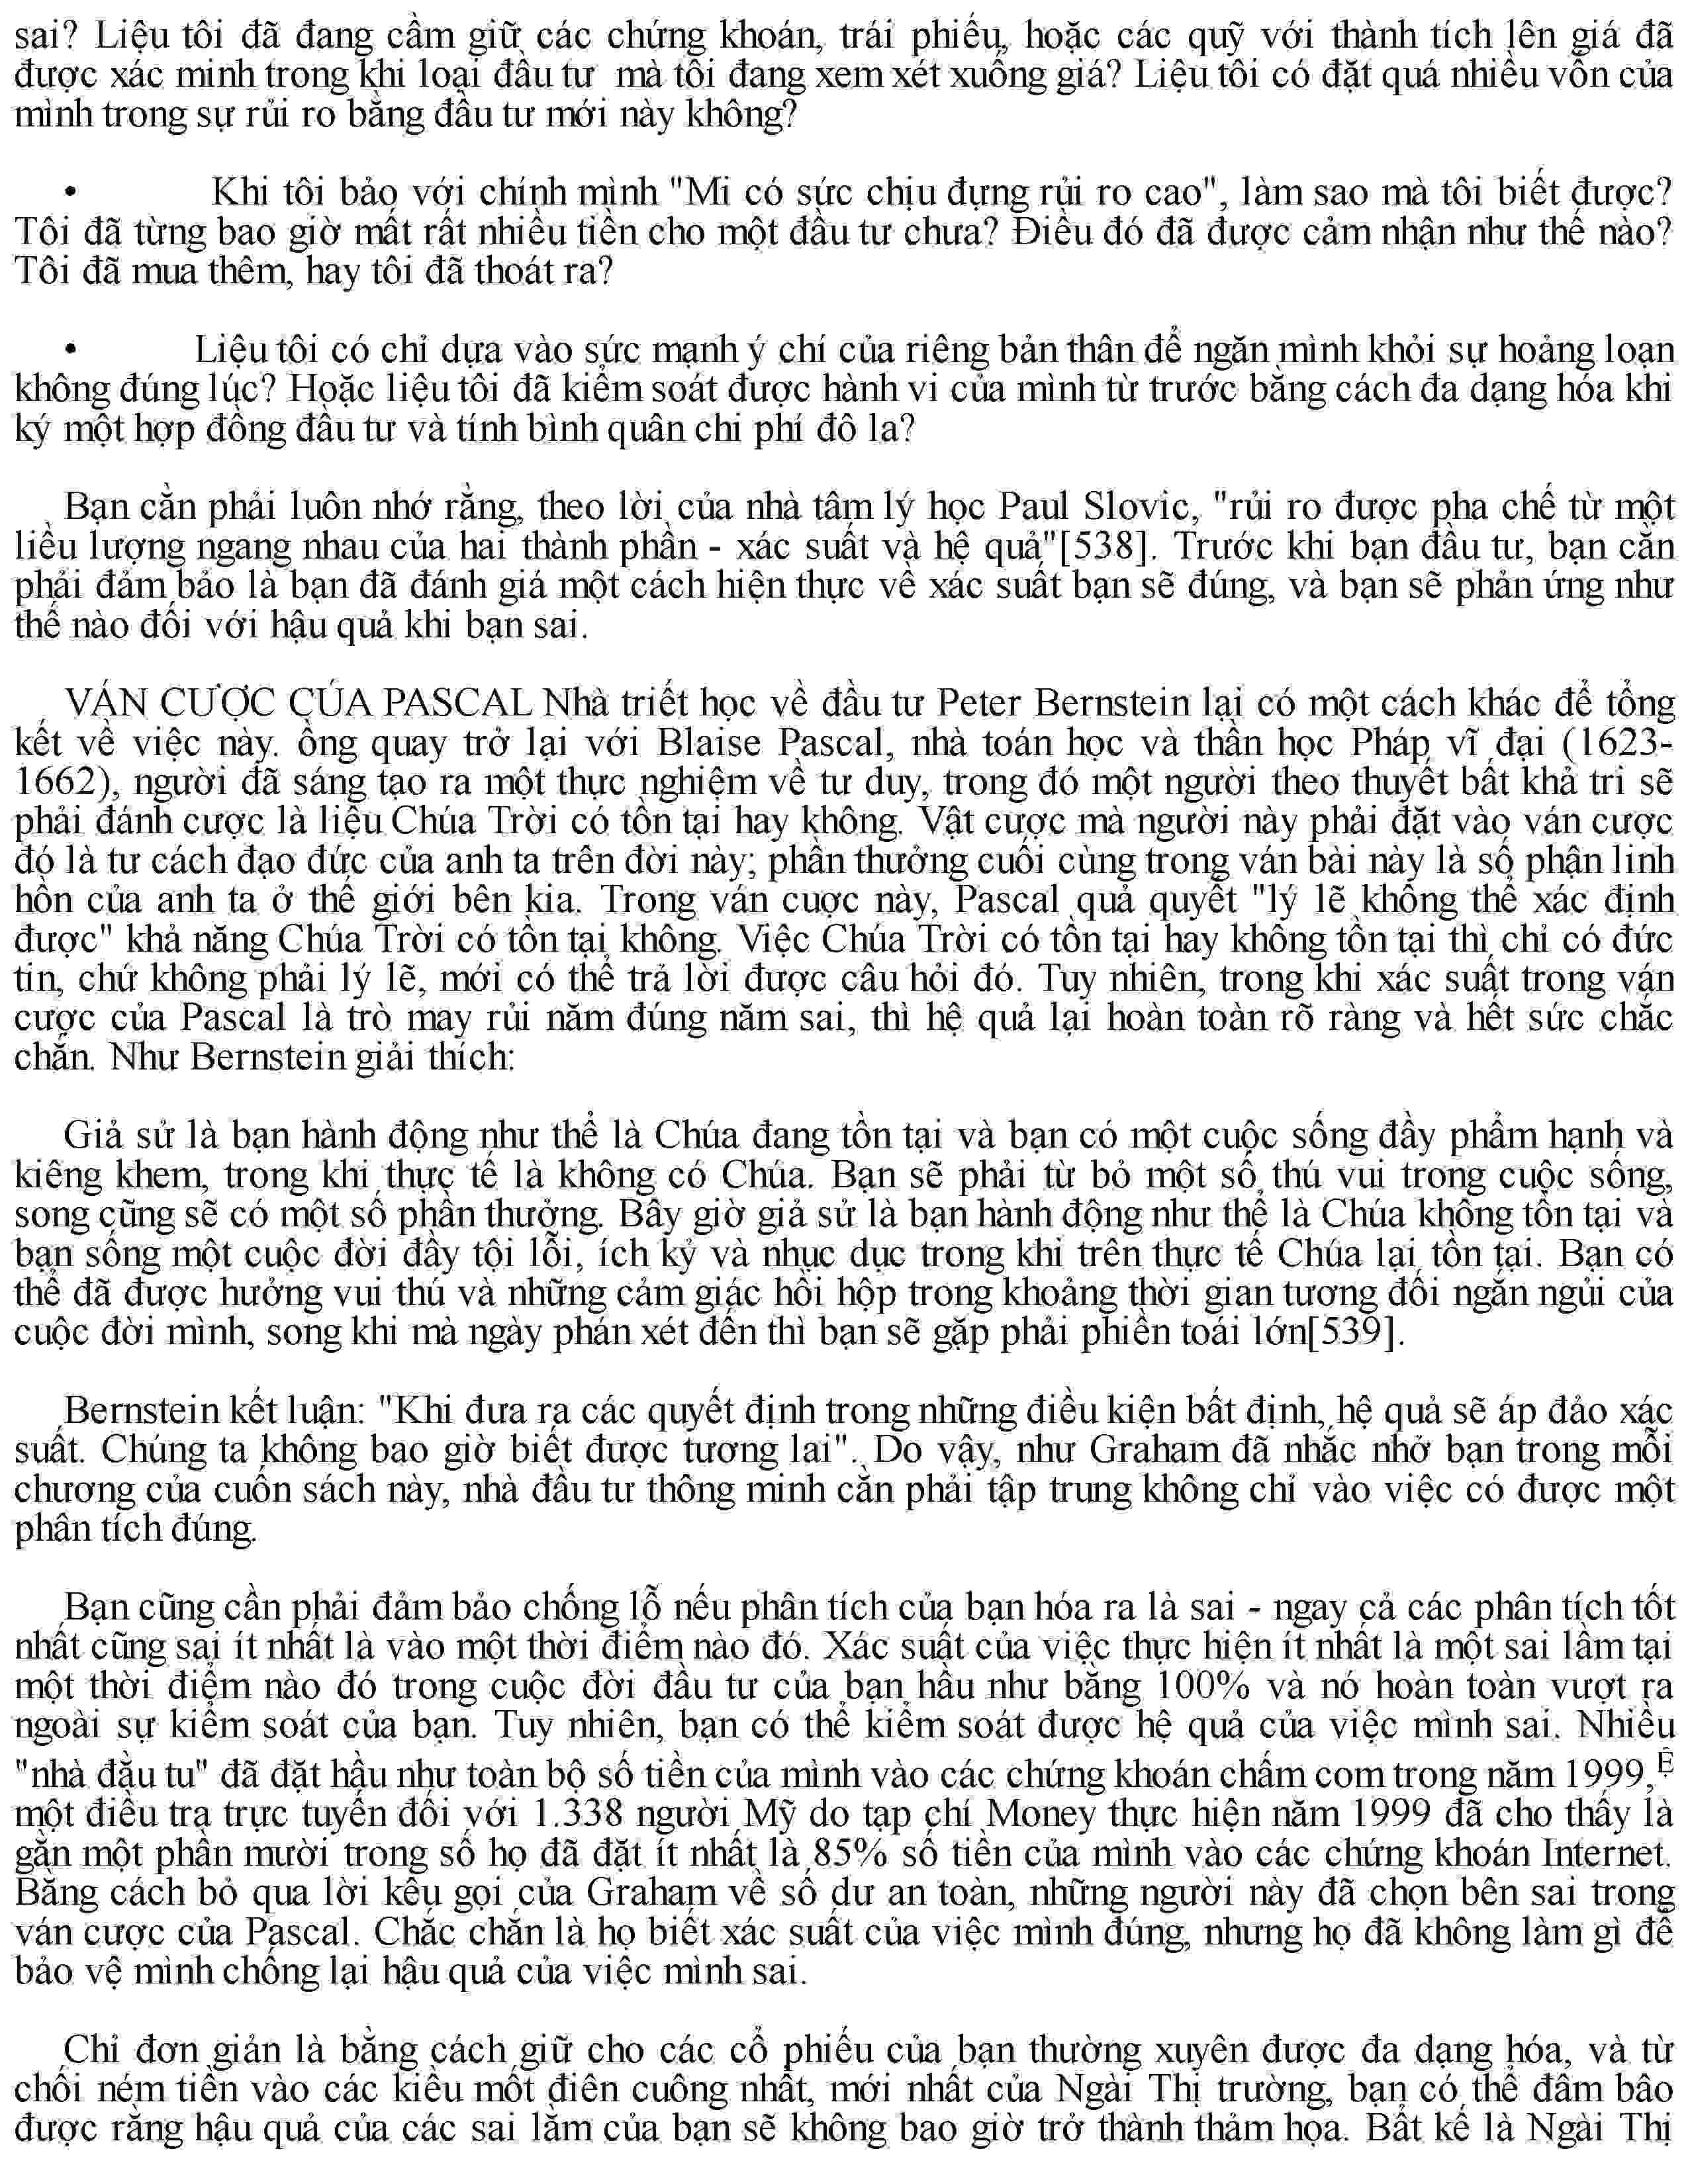 sai? Liệu tôi đã đang cầm giữ các chứng khoán, trái phiếu, hoặc các quỹ với thành tích lên giá đã
được xác minh trong khi loại đầu tư mà tôi đang xem xét xuống giá? Liệu tôi có đặt quá nhiều vốn của
mình trong sự rủi ro bằng đầu tư mới này không?
• Khi tôi bảo với chính mình "Mi có sức chịu đựng rủi ro cao", làm sao mà tôi biết được?
Tôi đã từng bao giờ mất rất nhiều tiền cho một đầu tư chưa? Điều đó đã được cảm nhận như thế nào?
Tôi đã mua thêm, hay tôi đã thoát ra?
• Liệu tôi có chỉ dựa vào sức mạnh ý chí của riêng bản thân để ngăn mình khỏi sự hoảng loạn
không đúng lúc? Hoặc liệu tôi đã kiểm soát được hành vi của mình từ trước bằng cách đa dạng hóa khi
ký một hợp đồng đầu tư và tính bình quân chi phí đô la?
Bạn cần phải luôn nhớ rằng, theo lời của nhà tâm lý học Paul Slovic, "rủi ro được pha chế từ một
liều lượng ngang nhau của hai thành phần - xác suất và hệ quả"[538]. Trước khi bạn đầu tư, bạn cần
phải đảm bảo là bạn đã đánh giá một cách hiện thực về xác suất bạn sẽ đúng, và bạn sẽ phản ứng như
thế nào đối với hậu quả khi bạn sai.
VÁN CƯỢC CỦA PASCAL Nhà triết học về đầu tư Peter Bernstein lại có một cách khác để tổng
kết về việc này. ồng quay trở lại với Blaise Pascal, nhà toán học và thần học Pháp vĩ đại (1623-
1662), người đã sáng tạo ra một thực nghiệm về tư duy, trong đó một người theo thuyết bất khả tri sẽ
phải đánh cược là liệu Chúa Trời có tồn tại hay không. Vật cược mà người này phải đặt vào ván cược
đó là tư cách đạo đức của anh ta trên đời này; phần thưởng cuối cùng trong ván bài này là số phận linh
hồn của anh ta ở thế giới bên kia. Trong ván cuợc này, Pascal quả quyết "lý lẽ không thể xác định
được" khả năng Chúa Trời có tồn tại không. Việc Chúa Trời có tồn tại hay không tồn tại thì chỉ có đức
tin, chứ không phải lý lẽ, mới có thể trả lời được câu hỏi đó. Tuy nhiên, trong khi xác suất trong ván
cược của Pascal là trò may rủi năm đúng năm sai, thì hệ quả lại hoàn toàn rõ ràng và hết sức chắc
chắn. Như Bernstein giải thích:
Giả sử là bạn hành động như thể là Chúa đang tồn tại và bạn có một cuộc sống đầy phẩm hạnh và
kiêng khem, trong khi thực tế là không có Chúa. Bạn sẽ phải từ bỏ một số thú vui trong cuộc sống,
song cũng sẽ có một số phần thưởng. Bây giờ giả sử là bạn hành động như thể là Chúa không tồn tại và
bạn sống một cuộc đời đầy tội lỗi, ích kỷ và nhục dục trong khi trên thực tế Chúa lại tồn tại. Bạn có
thể đã được hưởng vui thú và những cảm giác hồi hộp trong khoảng thời gian tương đối ngắn ngủi của
cuộc đời mình, song khi mà ngày phán xét đến thì bạn sẽ gặp phải phiền toái lớn[539].
Bernstein kết luận: "Khi đưa ra các quyết định trong những điều kiện bất định, hệ quả sẽ áp đảo xác
suất. Chúng ta không bao giờ biết được tương lai". Do vậy, như Graham đã nhắc nhở bạn trong mỗi
chương của cuốn sách này, nhà đầu tư thông minh cần phải tập trung không chỉ vào việc có được một
phân tích đúng.
Bạn cũng cần phải đảm bảo chống lỗ nếu phân tích của bạn hóa ra là sai - ngay cả các phân tích tốt
nhất cũng sai ít nhất là vào một thời điểm nào đó. Xác suất của việc thực hiện ít nhất là một sai lầm tại
một thời điểm nào đó trong cuộc đời đầu tư của bạn hầu như bằng 100% và nó hoàn toàn vượt ra
ngoài sự kiểm soát của bạn. Tuy nhiên, bạn có thể kiểm soát được hệ quả của việc mình sai. Nhiều
"nhà đầu tu" đã đặt hầu như toàn bộ số tiền của mình vào các chứng khoán chấm com trong năm 1999,Ệ
một điều tra trực tuyến đối với 1.338 người Mỹ do tạp chí Money thực hiện năm 1999 đã cho thấy là
gần một phần mười trong số họ đã đặt ít nhất là 85% số tiền của mình vào các chứng khoán Internet.
Bằng cách bỏ qua lời kêu gọi của Graham về số dư an toàn, những người này đã chọn bên sai trong
ván cược của Pascal. Chắc chắn là họ biết xác suất của việc mình đúng, nhưng họ đã không làm gì để
bảo vệ mình chống lại hậu quả của việc mình sai.
Chỉ đơn giản là bằng cách giữ cho các cổ phiếu của bạn thường xuyên được đa dạng hóa, và từ
chối ném tiền vào các kiểu mốt điên cuồng nhất, mới nhất của Ngài Thị trường, bạn có thể đâm bâo
được rằng hậu quả của các sai lầm của bạn sẽ không bao giờ trở thành thảm họa. Bất kể là Ngài Thị